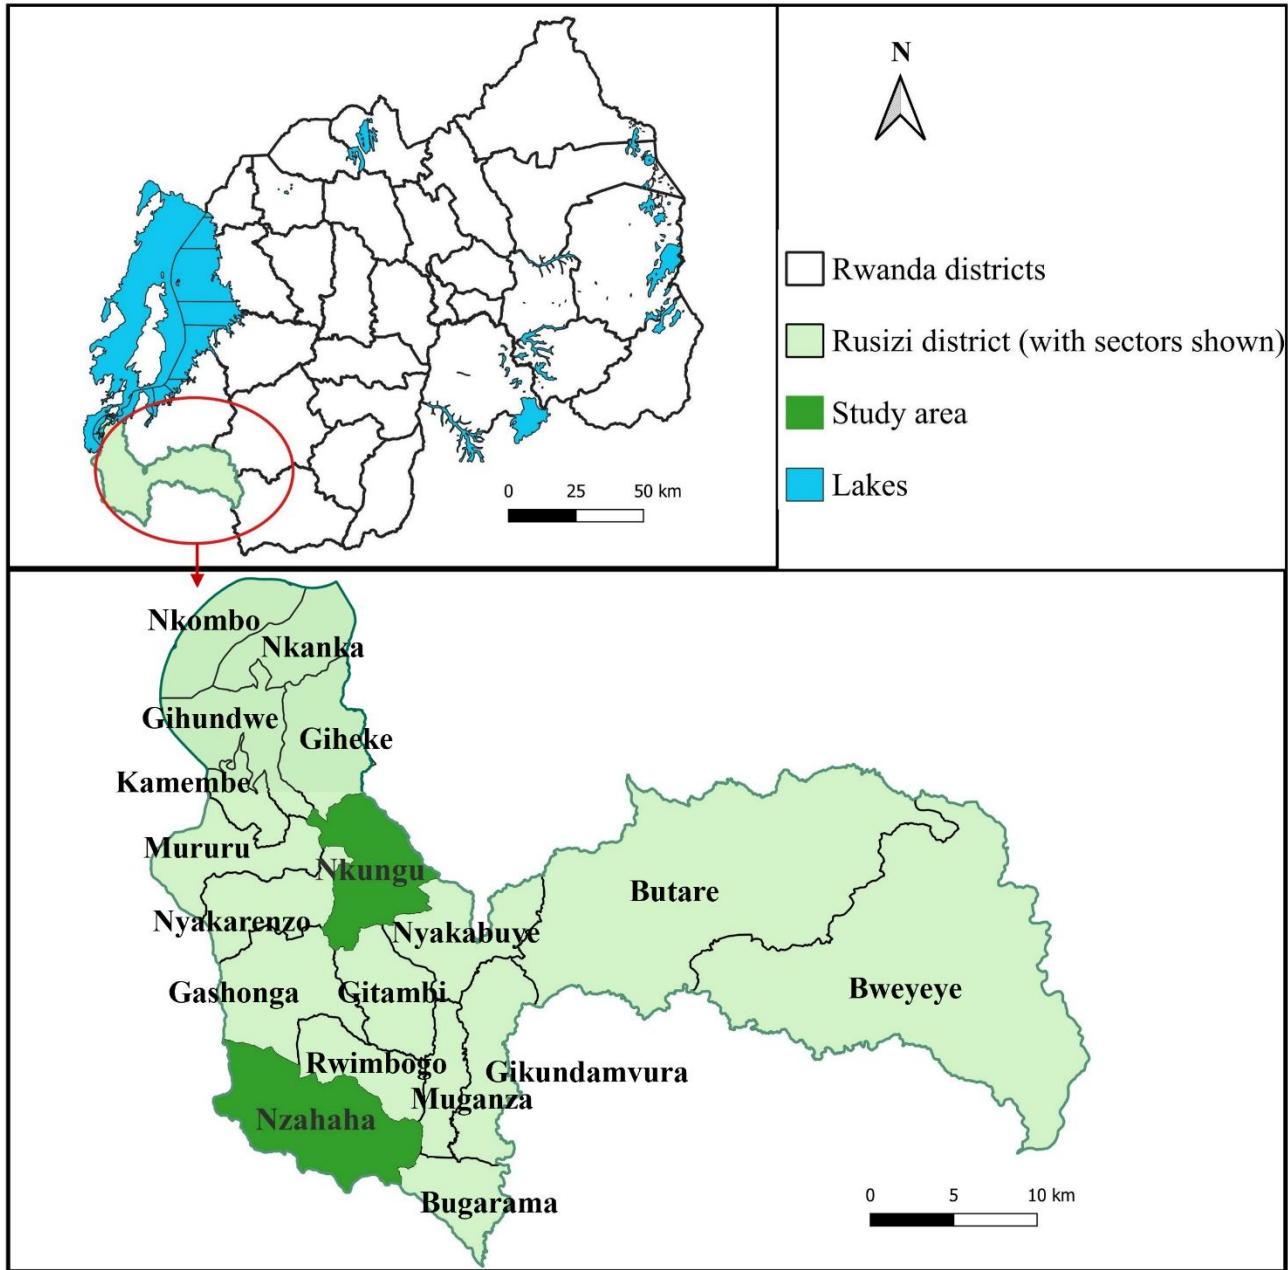 N
Rwanda districts
Rusizi district (with sectors shown)
Study area
Lakes
0 25 50 km
Nkombo
Nkanka
Gihundwe
Giheke
Kamembe
Mururu
Nkungu
Butare
Nyakarenzo
Nyakabuye
Gashonga
Gitambi
Bweyeye
Rwimbogo
Gikundamvura
Muganza
Nzahaha
Bugarama
0 5 10 km